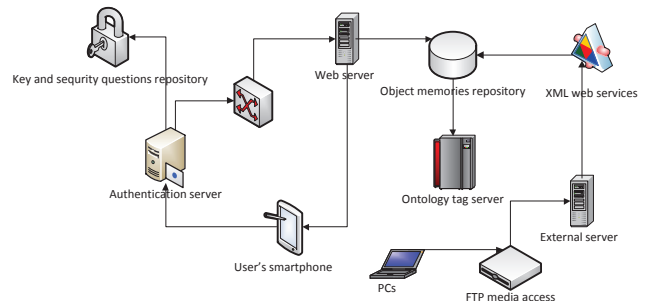 Key and sequrity questions repository
Web server
Object memories repository
XML web services
Authentication server
Ontology tag server
External server
User's smartphone
PCs
FTP media access